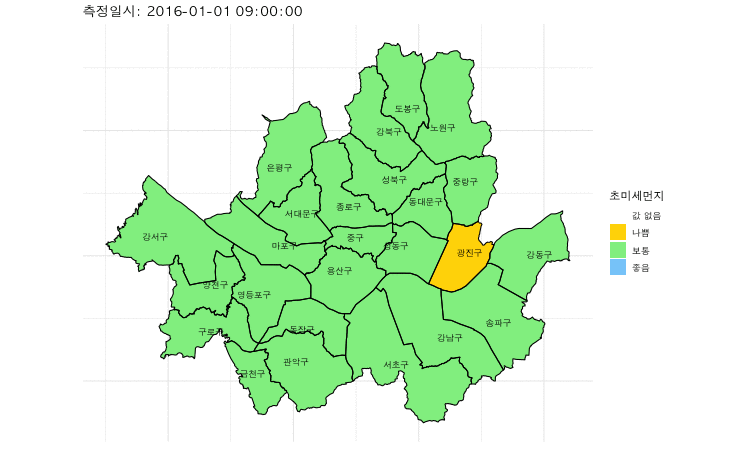 측정일시: 2016-01-01 09:00:00
도봉구
강북구
노원구
은평구
성북구
중랑구
동대문구
서대문구
종로구
강서구
중구
마포구
성동구
광진구
강동구
용산구
양천구
영등포구
송파구
구로구
동작구
강남구
관악구
서초구
금천구
초미세먼지
값 없음
나쁨
보통
좋음